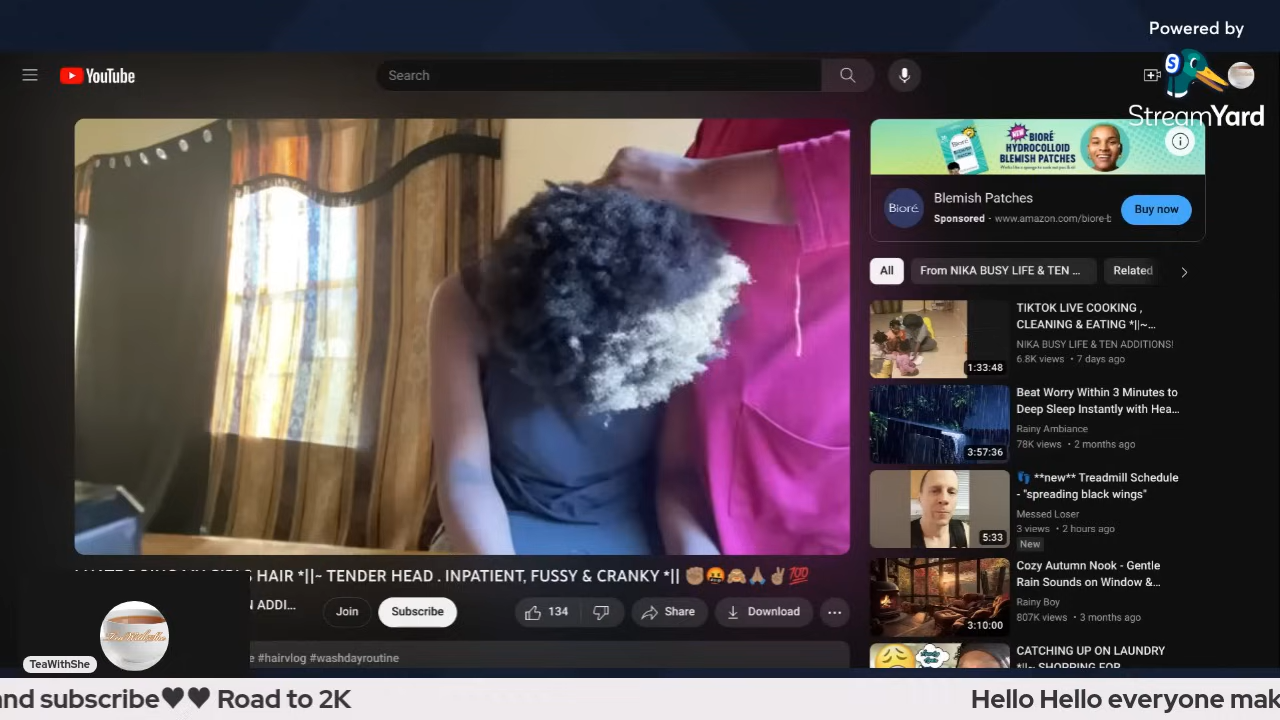 Powered by
StreamYard
YouTube
Search
BIORÉ
HYDROCOLLOID
BLEMISH PATCHES
NEW
Bioré
Blemish Patches
Sponsored · www.amazon.com/biore-b
Buy now
All
From NIKA BUSY LIFE & TEN ...
Related
TIKTOK LIVE COOKING ,
CLEANING & EATING *||~...
NIKA BUSY LIFE & TEN ADDITIONS!
6.8K views • 7 days ago
1:33:48
Beat Worry Within 3 Minutes to
Deep Sleep Instantly with Hea...
Rainy Ambiance
78K views • 2 months ago
3:57:36
👣 **new** Treadmill Schedule
- "spreading black wings"
Messed Loser
3 views • 2 hours ago
New
5:33
Cozy Autumn Nook - Gentle
Rain Sounds on Window &...
Rainy Boy
807K views • 3 months ago
3:10:00
CATCHING UP ON LAUNDRY
*||~ SHOPPING FOR
HAIR *||~ TENDER HEAD . INPATIENT, FUSSY & CRANKY *|| ✊🏽🤬🙈🙏🏽✌🏽💯
ADDI...
Join
Subscribe
134
Share
Download
#hairvlog #washdayroutine
TeaWithShe
TeaWithShe
and subscribe♥♥ Road to 2K
Hello Hello everyone mak